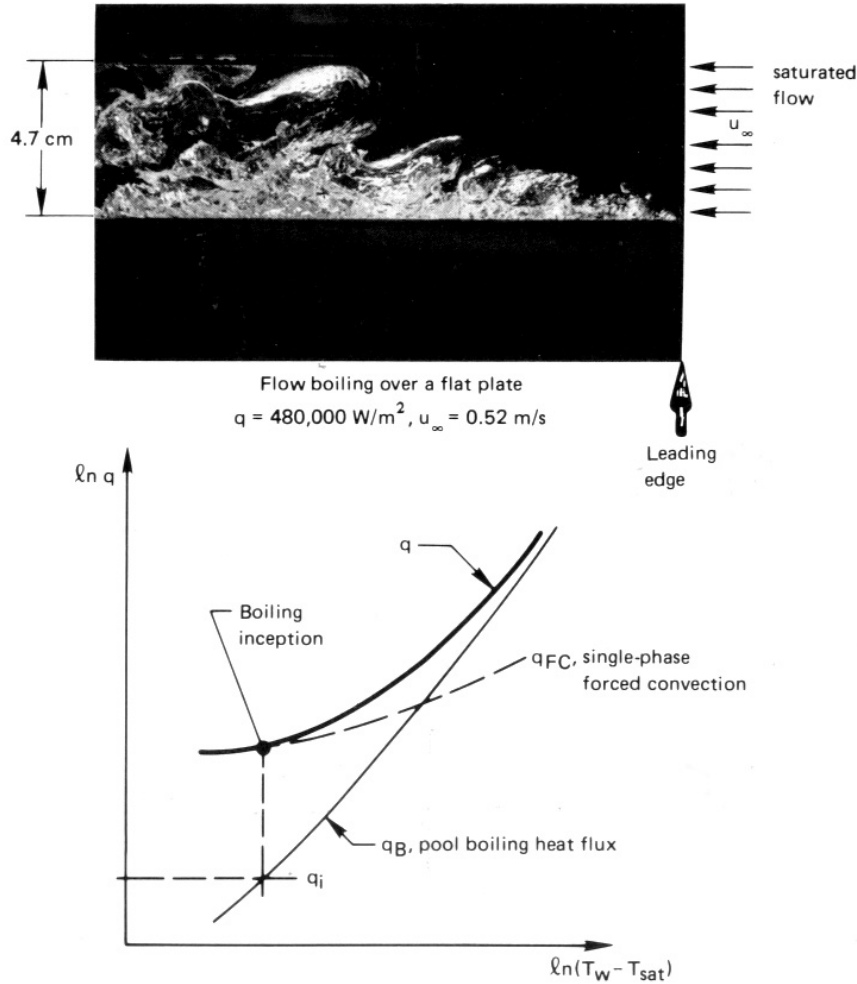 4.7 cm
saturated
flow
u∞
Flow boiling over a flat plate
q = 480,000 W/m², u∞ = 0.52 m/s
Leading
edge
ℓn q
q
Boiling
inception
qFC, single-phase
forced convection
qB, pool boiling heat flux
qi
ℓn(Tw – Tsat)